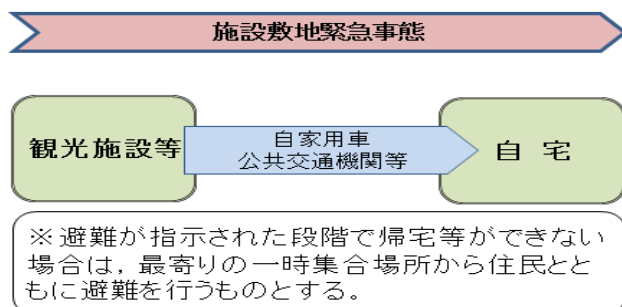 施設敷地緊急事態
観光施設等
自家用車
公共交通機関等
自 宅
※避難が指示された段階で帰宅等ができない
場合は，最寄りの一時集合場所から住民とと
もに避難を行うものとする。